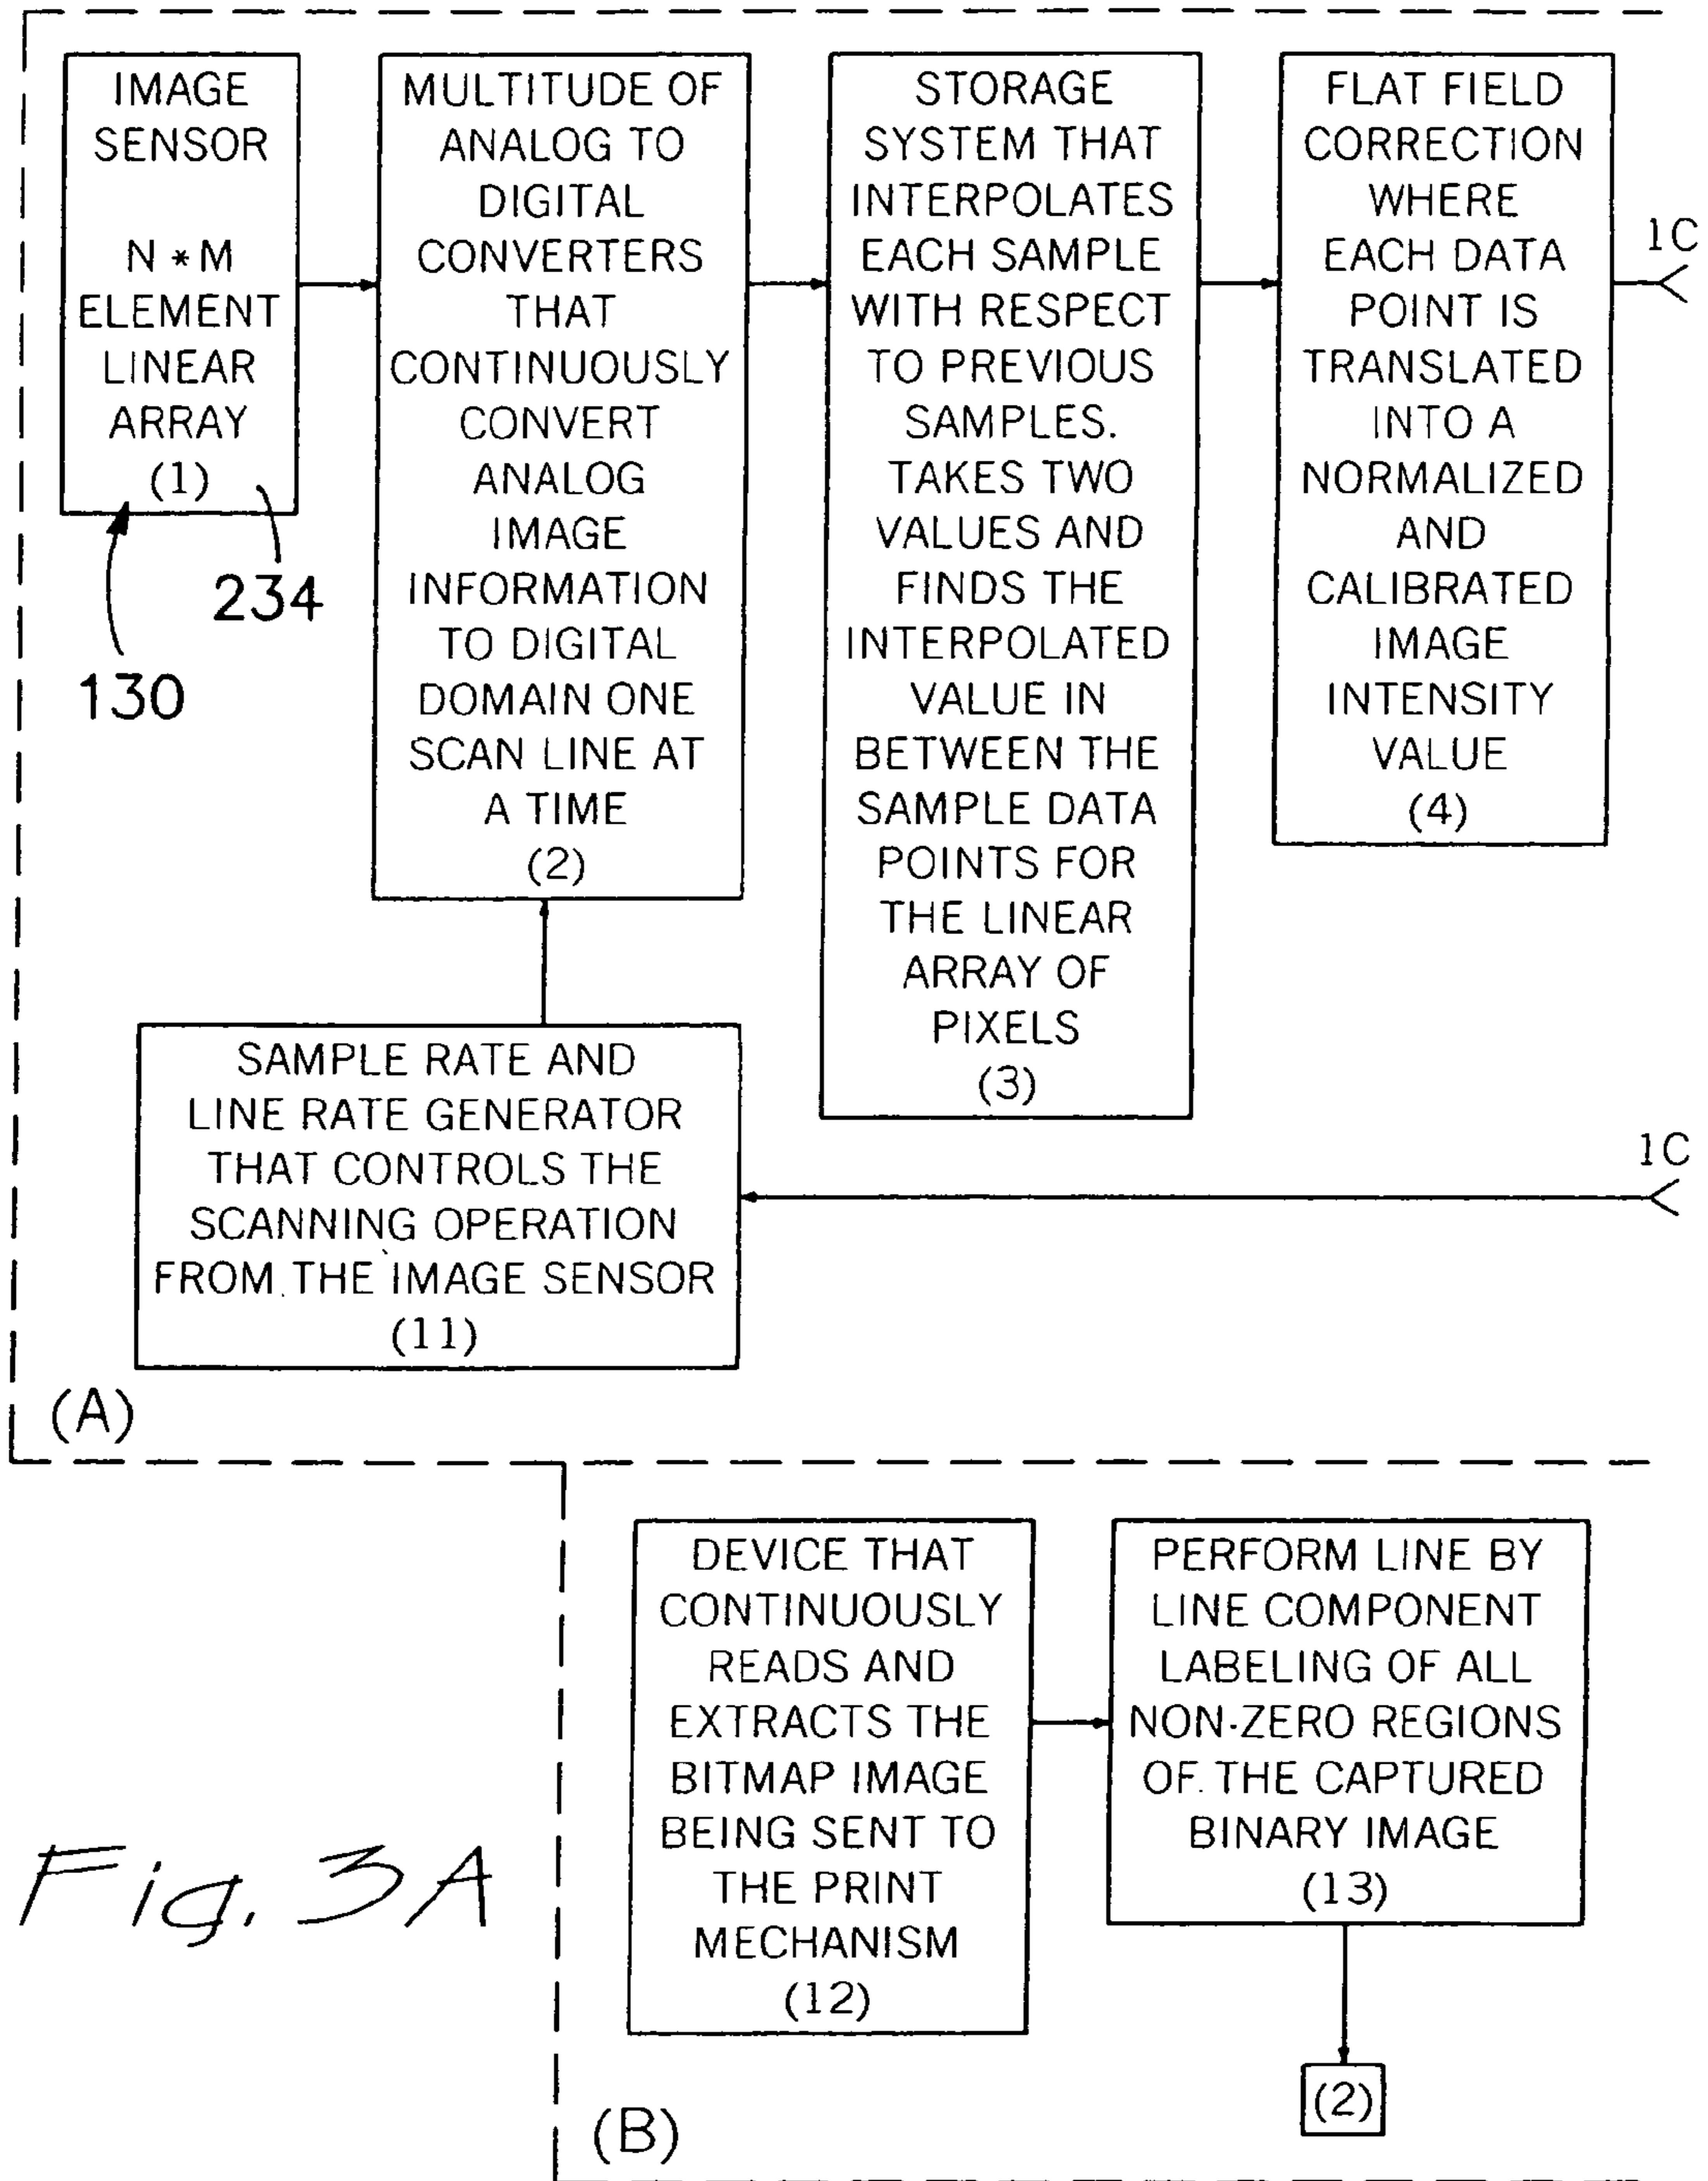 IMAGE
SENSOR
N * M
ELEMENT
LINEAR
ARRAY
(1)
234
130
MULTITUDE OF
ANALOG TO
DIGITAL
CONVERTERS
THAT
CONTINUOUSLY
CONVERT
ANALOG
IMAGE
INFORMATION
TO DIGITAL
DOMAIN ONE
SCAN LINE AT
A TIME
(2)
STORAGE
SYSTEM THAT
INTERPOLATES
EACH SAMPLE
WITH RESPECT
TO PREVIOUS
SAMPLES.
TAKES TWO
VALUES AND
FINDS THE
INTERPOLATED
VALUE IN
BETWEEN THE
SAMPLE DATA
POINTS FOR
THE LINEAR
ARRAY OF
PIXELS
(3)
FLAT FIELD
CORRECTION
WHERE
EACH DATA
POINT IS
TRANSLATED
INTO A
NORMALIZED
AND
CALIBRATED
IMAGE
INTENSITY
VALUE
(4)
1C
SAMPLE RATE AND
LINE RATE GENERATOR
THAT CONTROLS THE
SCANNING OPERATION
FROM THE IMAGE SENSOR
(11)
1C
(A)
DEVICE THAT
CONTINUOUSLY
READS AND
EXTRACTS THE
BITMAP IMAGE
BEING SENT TO
THE PRINT
MECHANISM
(12)
PERFORM LINE BY
LINE COMPONENT
LABELING OF ALL
NON-ZERO REGIONS
OF THE CAPTURED
BINARY IMAGE
(13)
(2)
(B)
Fig. 3A